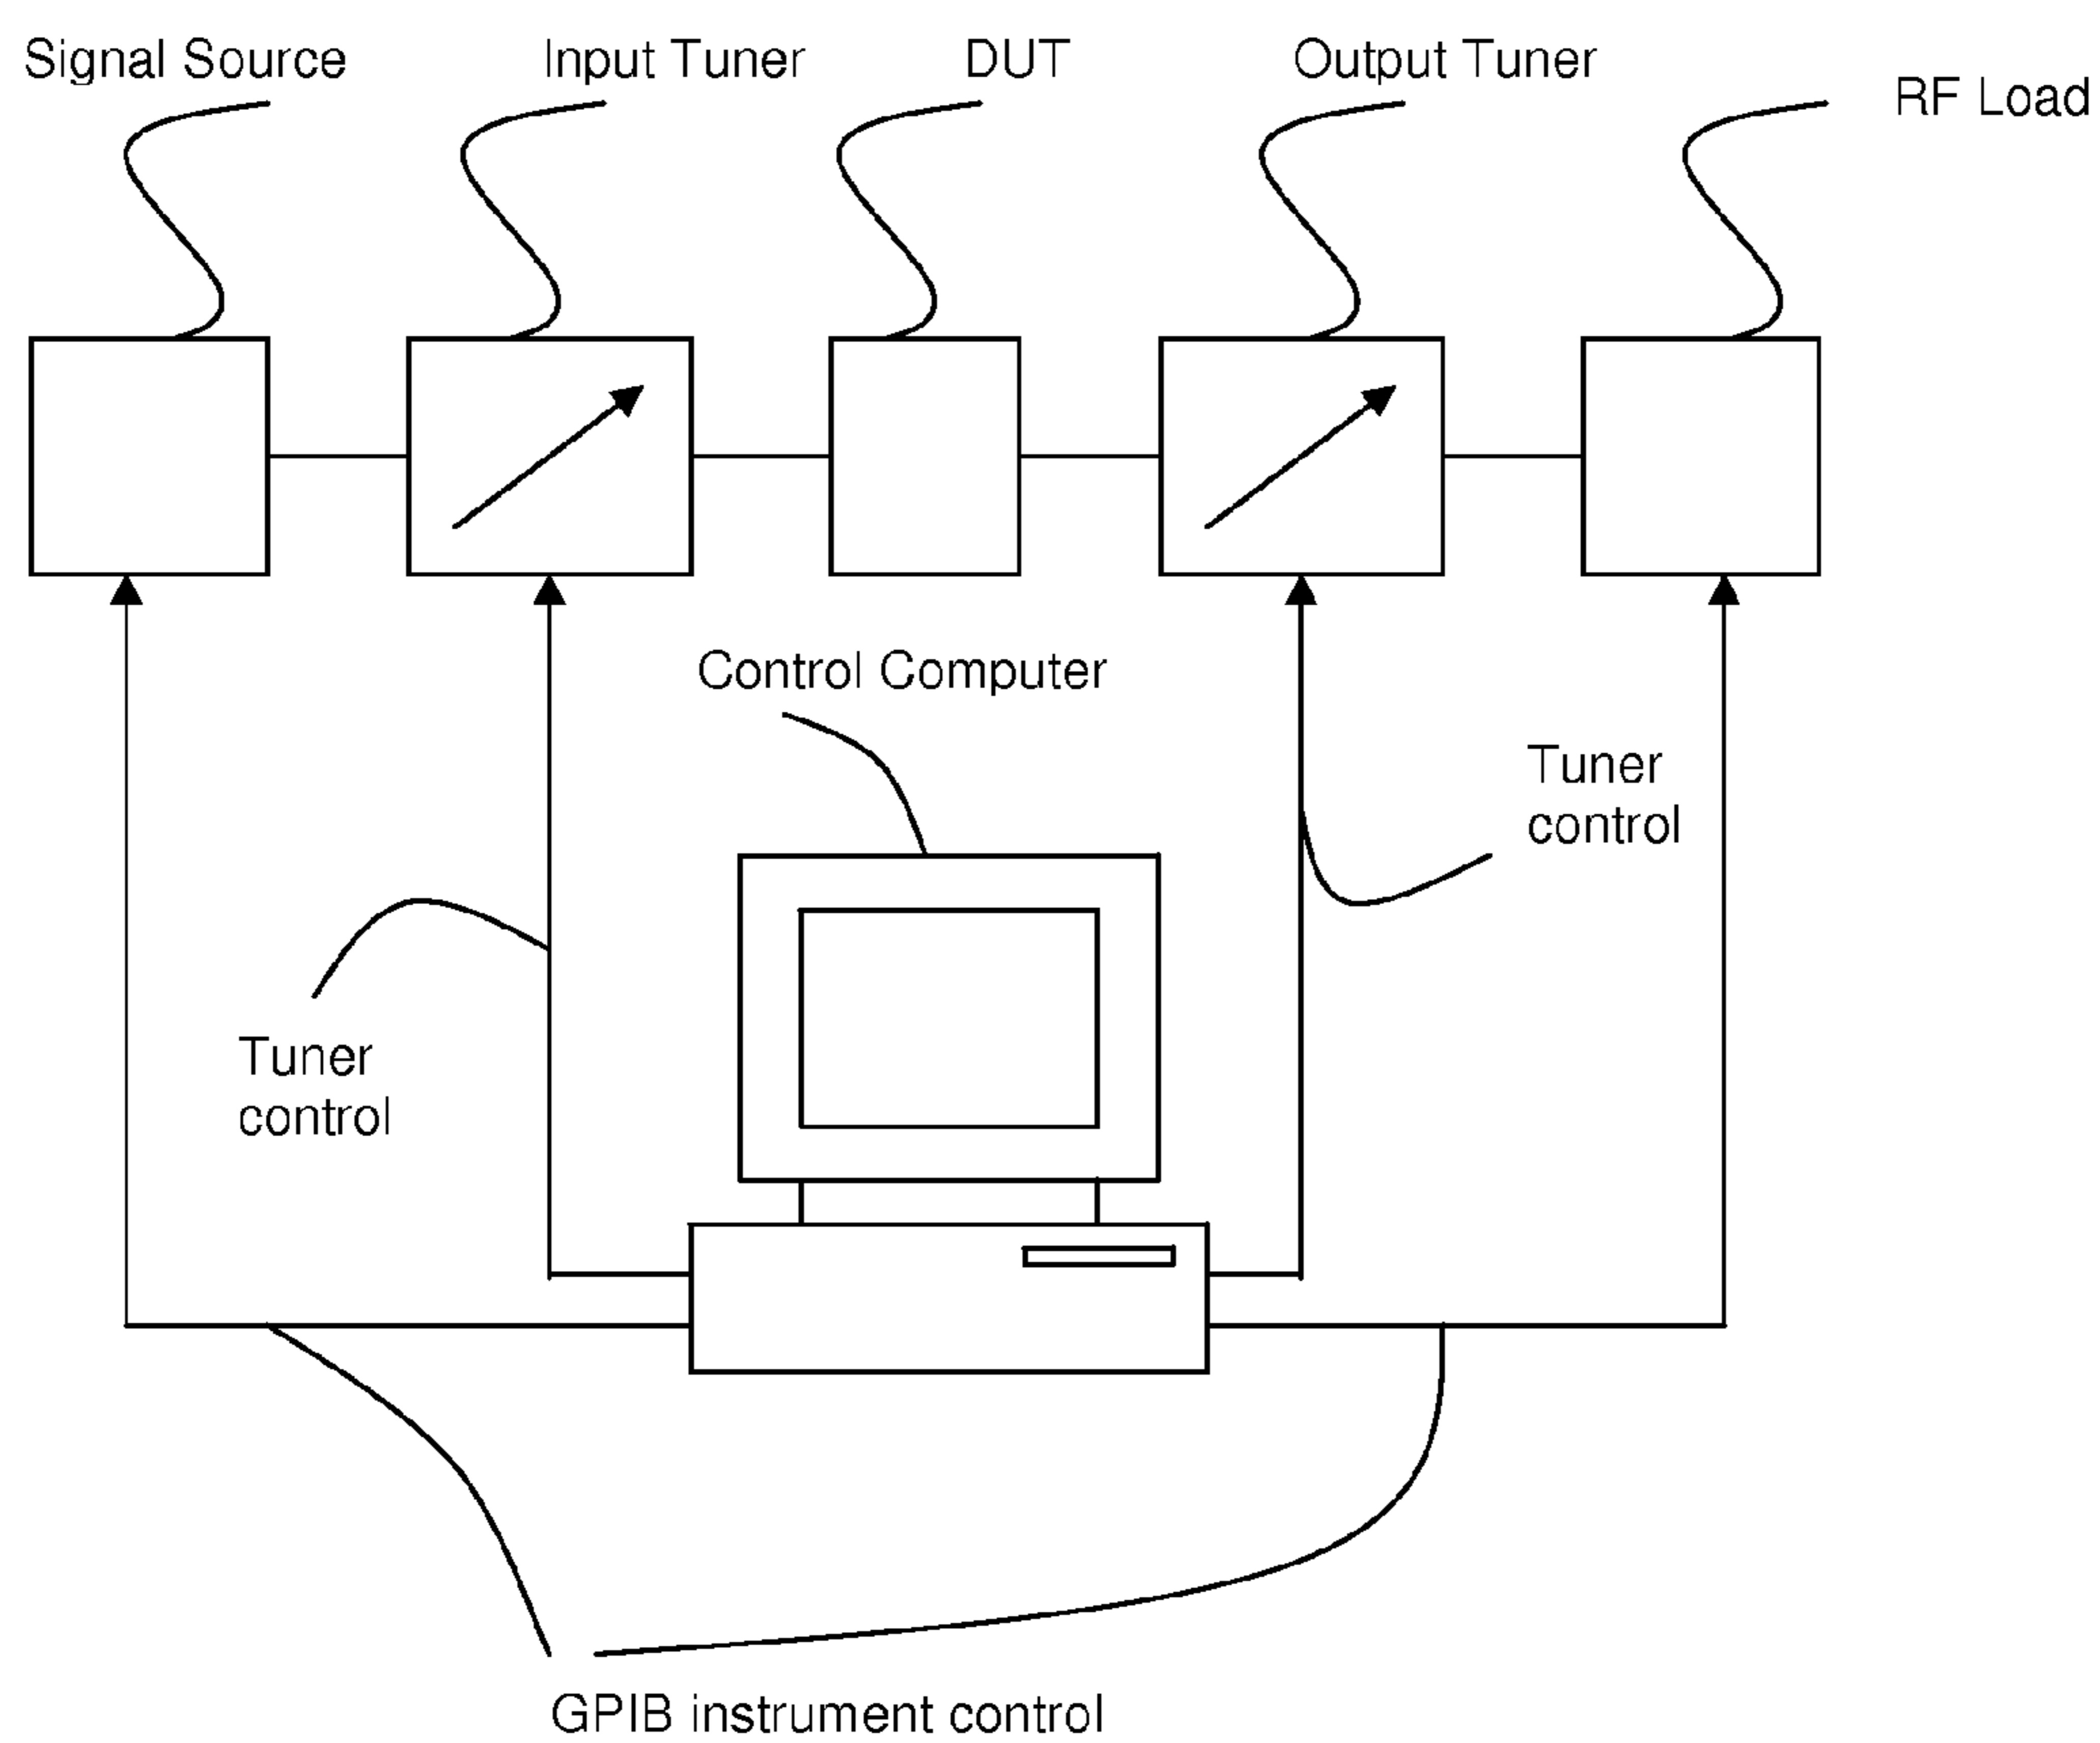 Signal Source
Input Tuner
DUT
Output Tuner
RF Load
Control Computer
Tuner
control
Tuner
control
GPIB instrument control